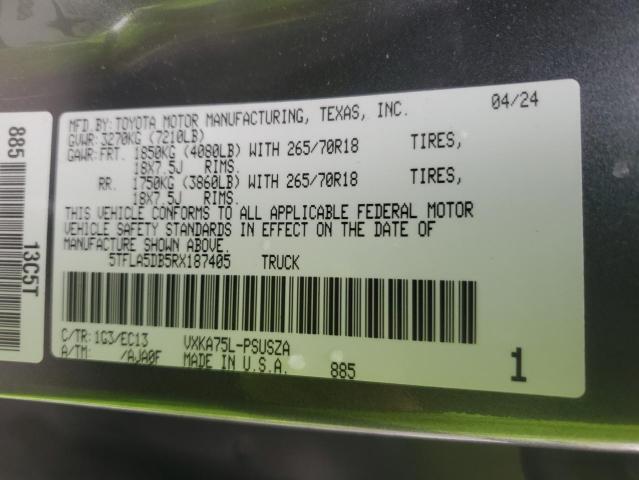 MFD.BY:TOYOTA MOTOR MANUFACTURING, TEXAS, INC. 04/24
GVWR:3270KG (7210LB)
GAWR:FRT. 1850KG (4080LB) WITH 265/70R18 TIRES,
18X7.5J RIMS.
RR. 1750KG (3860LB) WITH 265/70R18 TIRES,
18X7.5J RIMS.
THIS VEHICLE CONFORMS TO ALL APPLICABLE FEDERAL MOTOR
VEHICLE SAFETY STANDARDS IN EFFECT ON THE DATE OF
MANUFACTURE SHOWN ABOVE.
5TFLA5DB5RX187405 TRUCK
C/TR:1G3/EC13 VXKA75L-PSUSZA
A/TM: /AJA0F MADE IN U.S.A. 885 1
885
13C5T